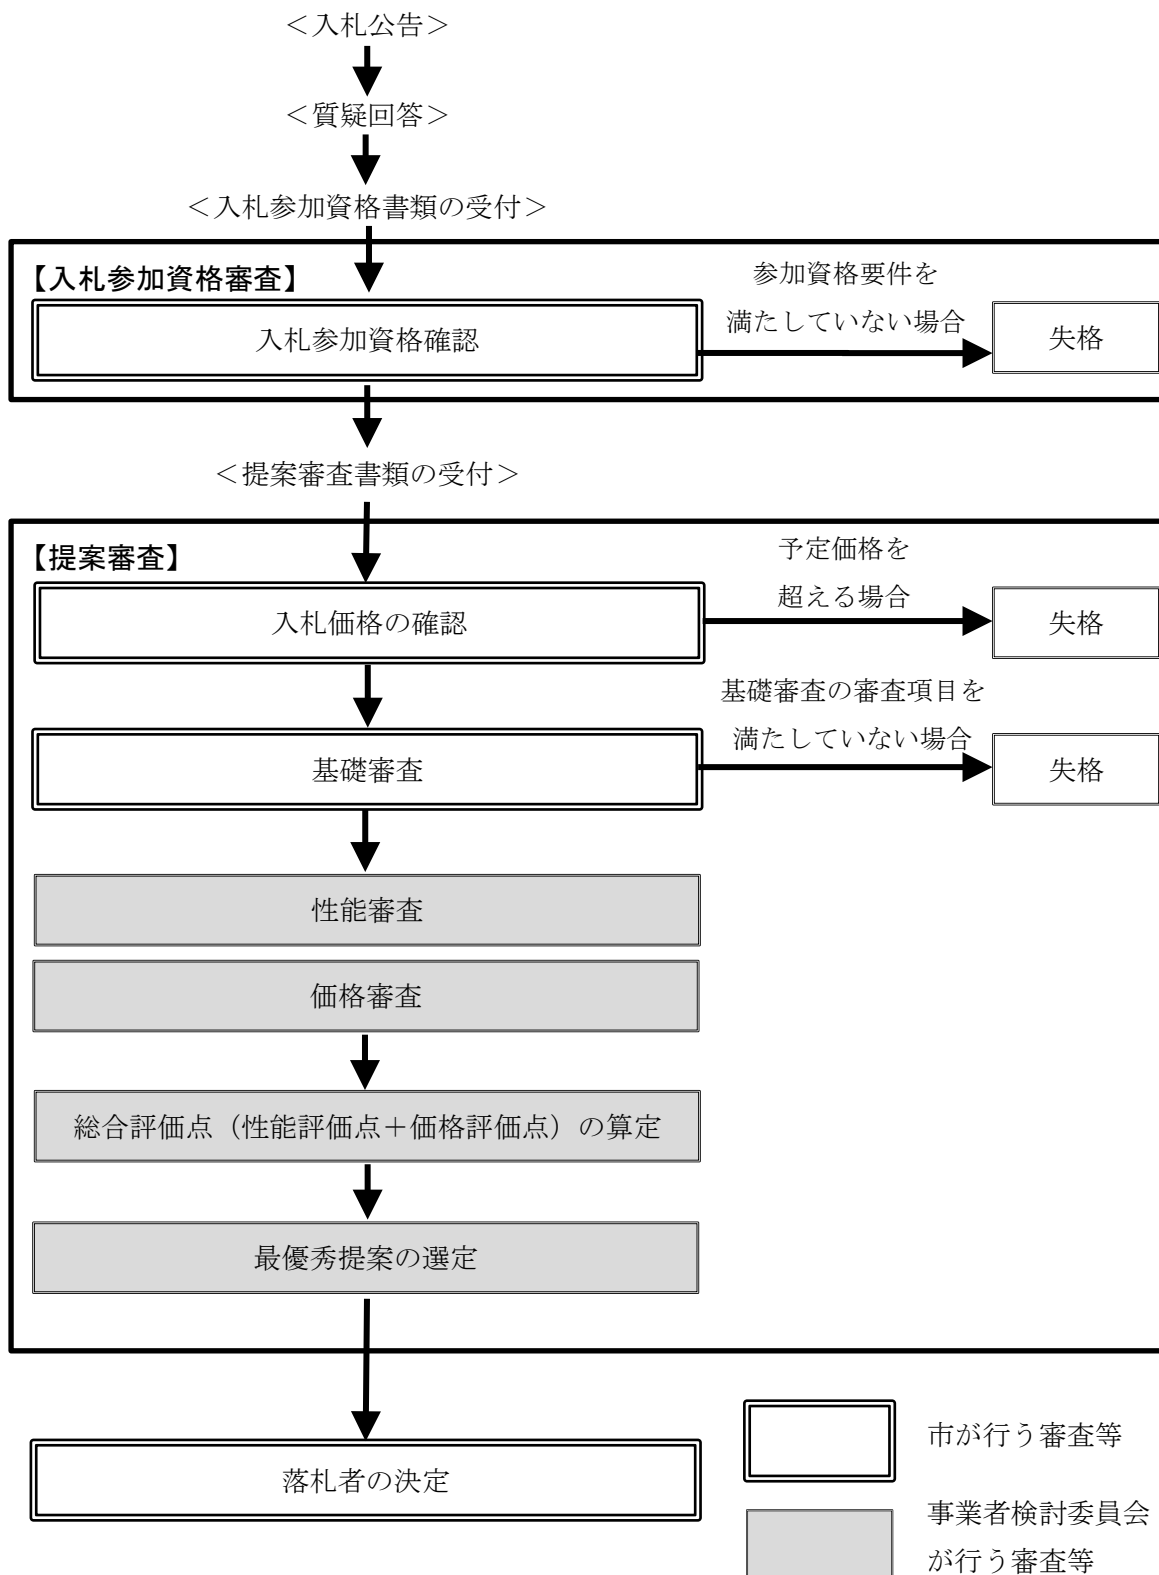 ＜入札公告＞
＜質疑回答＞
＜入札参加資格書類の受付＞
【入札参加資格審査】
入札参加資格確認
参加資格要件を
満たしていない場合
失格
＜提案審査書類の受付＞
【提案審査】
入札価格の確認
予定価格を
超える場合
失格
基礎審査
基礎審査の審査項目を
満たしていない場合
失格
性能審査
価格審査
総合評価点（性能評価点＋価格評価点）の算定
最優秀提案の選定
落札者の決定
市が行う審査等
事業者検討委員会
が行う審査等